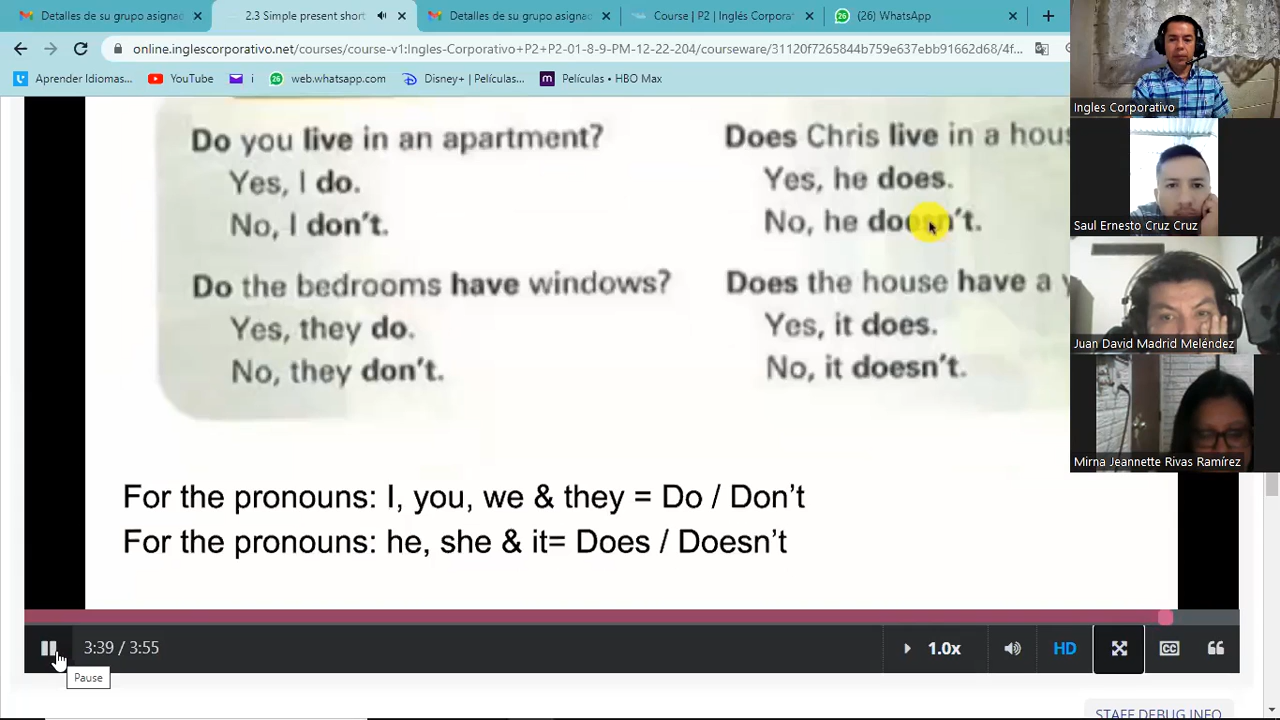 Detalles de su grupo asignad
2.3 Simple present short
Detalles de su grupo asigna
Course | P2 | Inglés Corpora
(26) WhatsApp
online.inglescorporativo.net/courses/course-v1:Ingles-Corporativo+P2+P2-01-8-9-PM-12-22-204/courseware/31120f7265844b759e637ebb91662d68/4f...
Aprender Idiomas...
YouTube
i
web.whatsapp.com
Disney+ | Películas...
Películas • HBO Max
Ingles Corporativo
Saul Ernesto Cruz Cruz
Juan David Madrid Meléndez
Mirna Jeannette Rivas Ramírez
Do you live in an apartment?
Yes, I do.
No, I don't.
Do the bedrooms have windows?
Yes, they do.
No, they don't.
Does Chris live in a hous
Yes, he does.
No, he doesn't.
Does the house have a y
Yes, it does.
No, it doesn't.
For the pronouns: I, you, we & they = Do / Don't
For the pronouns: he, she & it= Does / Doesn't
3:39 / 3:55
1.0x
HD
CC
Pause
STAFF DEBUG INFO